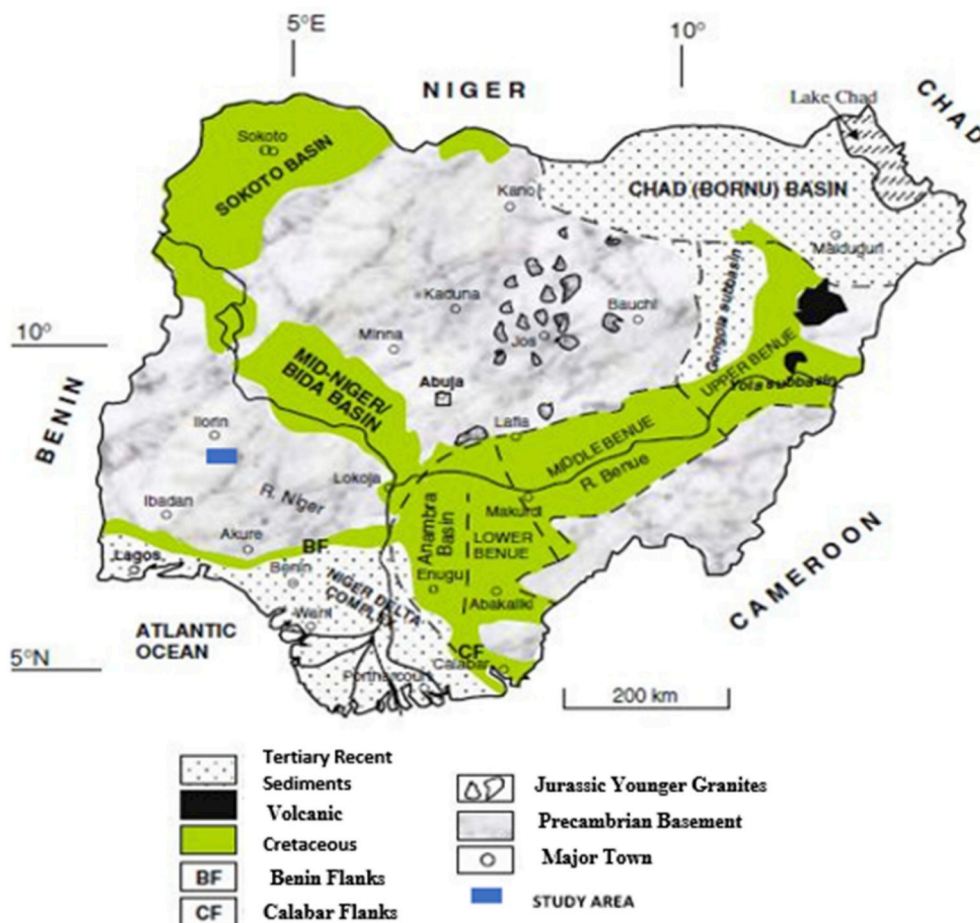 5°E
10°
NIGER
CHAD
Lake Chad
Sokoto
SOKOTO BASIN
Kano
CHAD (BORNU) BASIN
Maiduguri
Kaduna
Bauchi
Gongola subbasin
10°
Minna
Jos
MID-NIGER/
BIDA BASIN
Abuja
UPPER BENUE
Yola subbasin
BENIN
Ilorin
Lafia
MIDDLE BENUE
R. Benue
Lokoja
R. Niger
Ibadan
Anambra
Basin
Makurdi
LOWER
BENUE
Akure
BF
Lagos
Benin
Enugu
NIGER DELTA
COMPLEX
Abakaliki
Warri
CAMEROON
ATLANTIC
OCEAN
CF
Calabar
5°N
Portharcourt
200 km
Tertiary Recent
Sediments
Volcanic
Cretaceous
BF Benin Flanks
CF Calabar Flanks
Jurassic Younger Granites
Precambrian Basement
Major Town
STUDY AREA